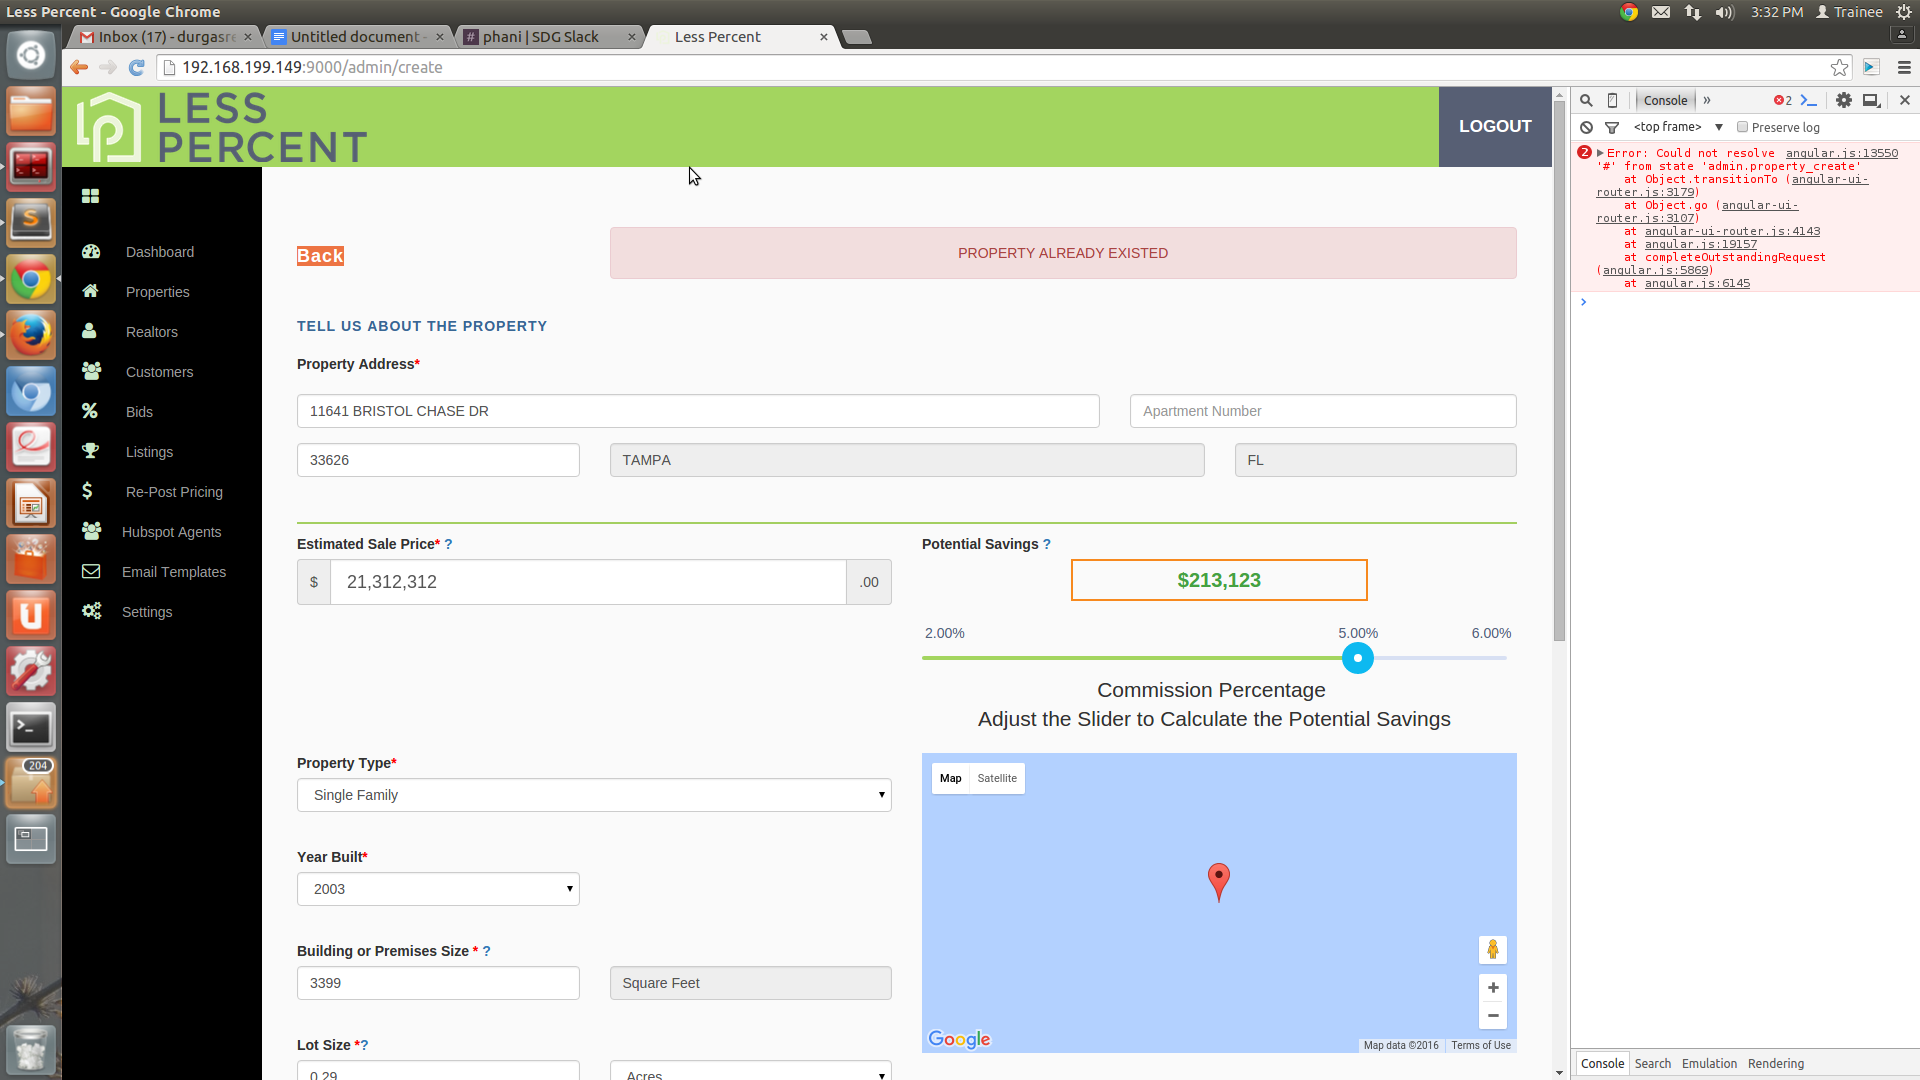 Less Percent - Google Chrome
3:32 PM Trainee
Inbox (17) - durgasre
Untitled document -
phani | SDG Slack
Less Percent
192.168.199.149:9000/admin/create
LESS
PERCENT
LOGOUT
Dashboard
Properties
Realtors
Customers
Bids
Listings
Re-Post Pricing
Hubspot Agents
Email Templates
Settings
204
Back
PROPERTY ALREADY EXISTED
TELL US ABOUT THE PROPERTY
Property Address*
11641 BRISTOL CHASE DR
Apartment Number
33626
TAMPA
FL
Estimated Sale Price* ?
$ 21,312,312 .00
Potential Savings ?
$213,123
2.00% 5.00% 6.00%
Commission Percentage
Adjust the Slider to Calculate the Potential Savings
Property Type*
Single Family
Year Built*
2003
Building or Premises Size * ?
3399
Square Feet
Lot Size *?
0.29
Acres
Map Satellite
Google
Map data ©2016 Terms of Use
Console » 2
<top frame> Preserve log
2 Error: Could not resolve angular.js:13550
'#' from state 'admin.property_create'
at Object.transitionTo (angular-ui-
router.js:3179)
at Object.go (angular-ui-
router.js:3107)
at angular-ui-router.js:4143
at angular.js:19157
at completeOutstandingRequest
(angular.js:5869)
at angular.js:6145
Console Search Emulation Rendering